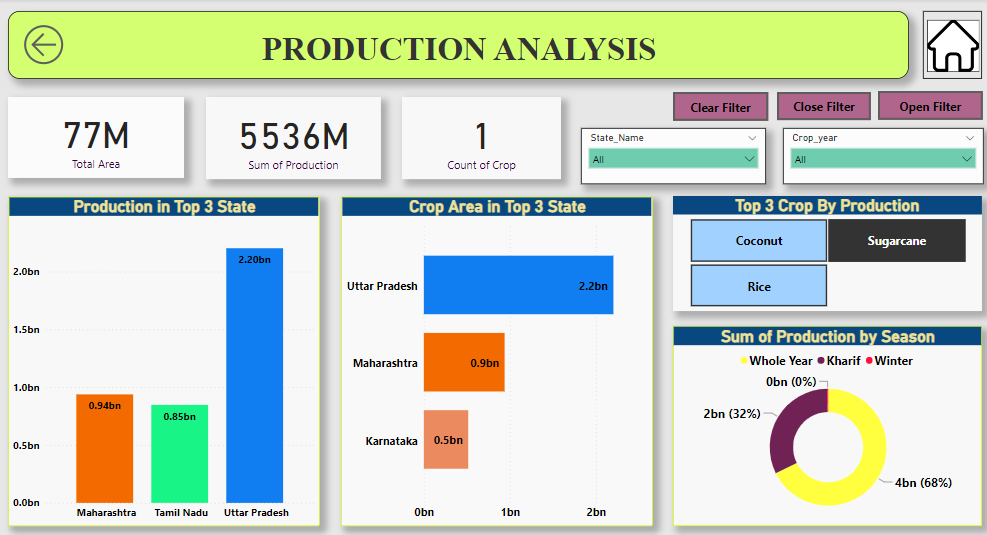 PRODUCTION ANALYSIS
77M
Total Area
5536M
Sum of Production
1
Count of Crop
Clear Filter
Close Filter
Open Filter
State_Name
All
Crop_year
All
Production in Top 3 State
2.0bn
1.5bn
1.0bn
0.5bn
0.0bn
0.94bn
0.85bn
2.20bn
Maharashtra
Tamil Nadu
Uttar Pradesh
Crop Area in Top 3 State
Uttar Pradesh
2.2bn
Maharashtra
0.9bn
Karnataka
0.5bn
0bn
1bn
2bn
Top 3 Crop By Production
Coconut
Sugarcane
Rice
Sum of Production by Season
Whole Year
Kharif
Winter
0bn (0%)
2bn (32%)
4bn (68%)